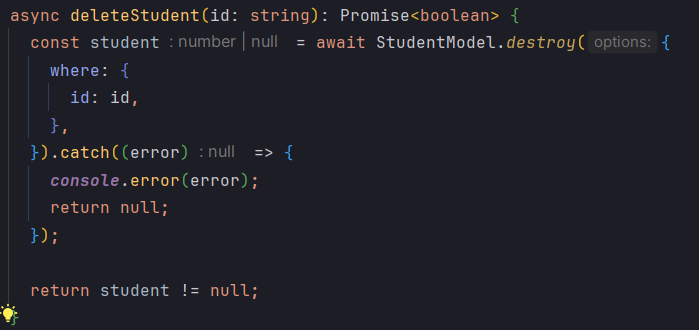 async deleteStudent(id: string): Promise<boolean> {
const student : number | null = await StudentModel.destroy( options: {
where: {
id: id,
},
}).catch((error) : null => {
console.error(error);
return null;
});
return student != null;
}